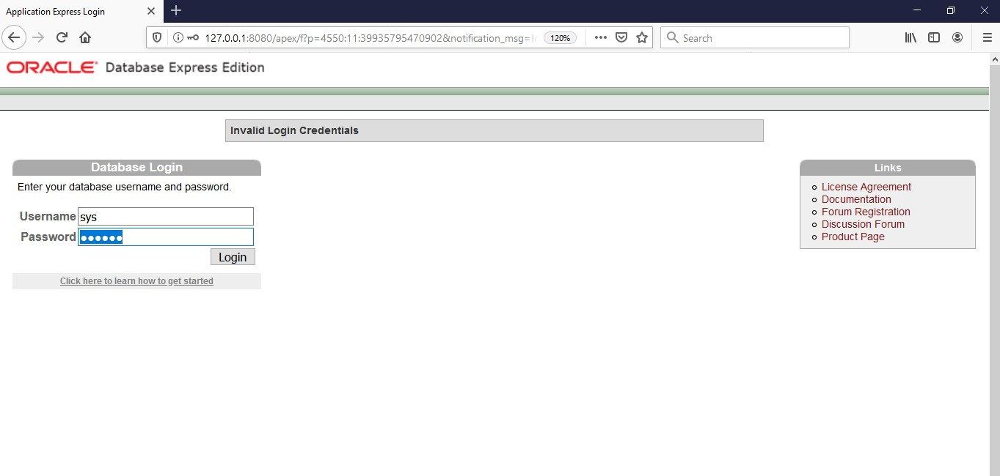 Application Express Login
127.0.0.1:8080/apex/f?p=4550:11:39935795470902&notification_msg=I
120%
Search
ORACLE Database Express Edition
Invalid Login Credentials
Database Login
Enter your database username and password.
Username sys
Password ●●●●●●
Login
Click here to learn how to get started
Links
License Agreement
Documentation
Forum Registration
Discussion Forum
Product Page